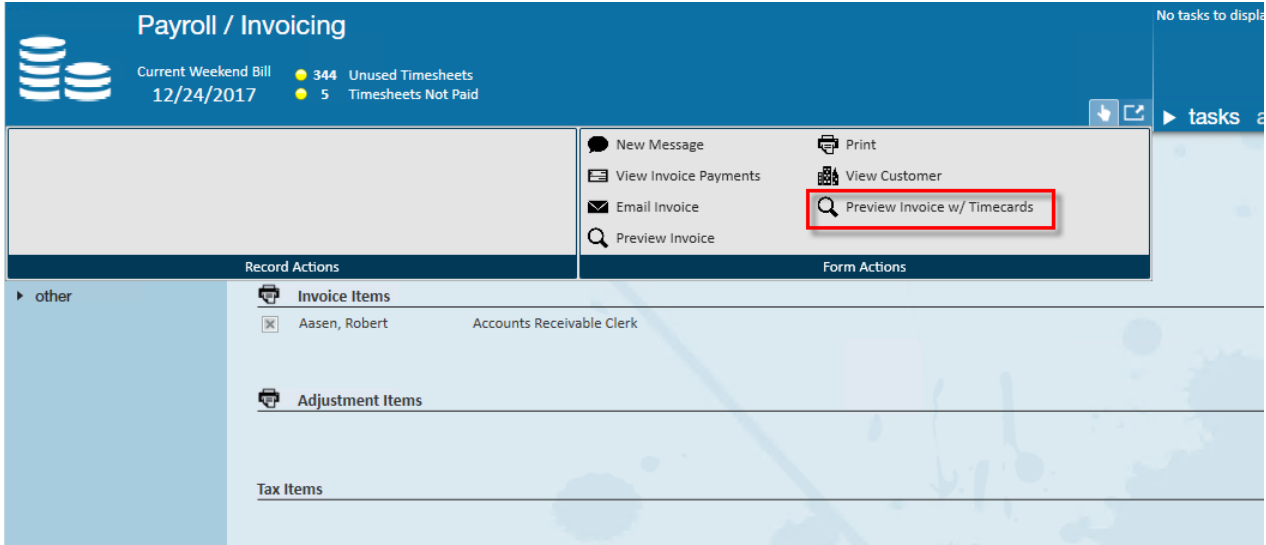 Payroll / Invoicing
No tasks to
Current Weekend Bill
12/24/2017
344 Unused Timesheets
5 Timesheets Not Paid
tasks
New Message
Print
View Invoice Payments
View Customer
Email Invoice
Preview Invoice w/ Timecards
Preview Invoice
Record Actions
Form Actions
other
Invoice Items
Aasen, Robert
Accounts Receivable Clerk
Adjustment Items
Tax Items